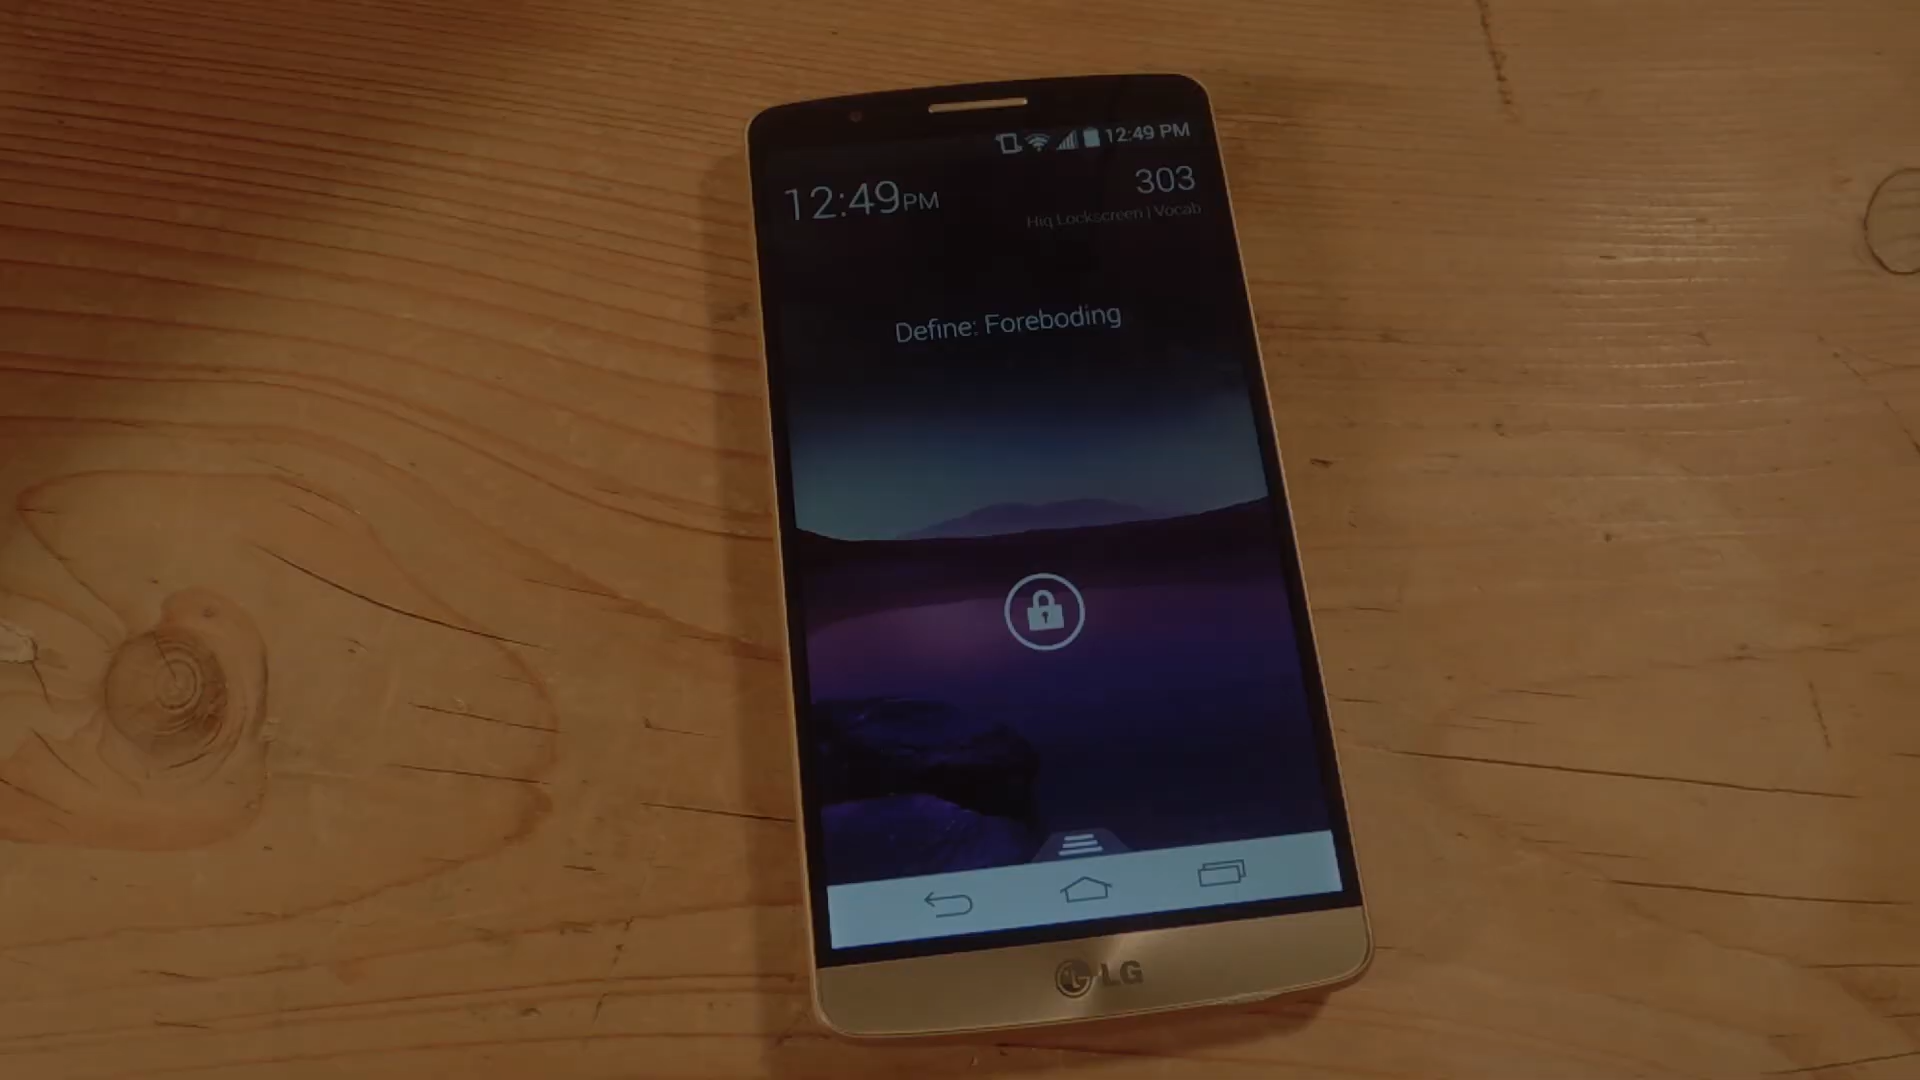 12:49 PM
12:49PM
303
Hiq Lockscreen | Vocab
Define: Foreboding
LG